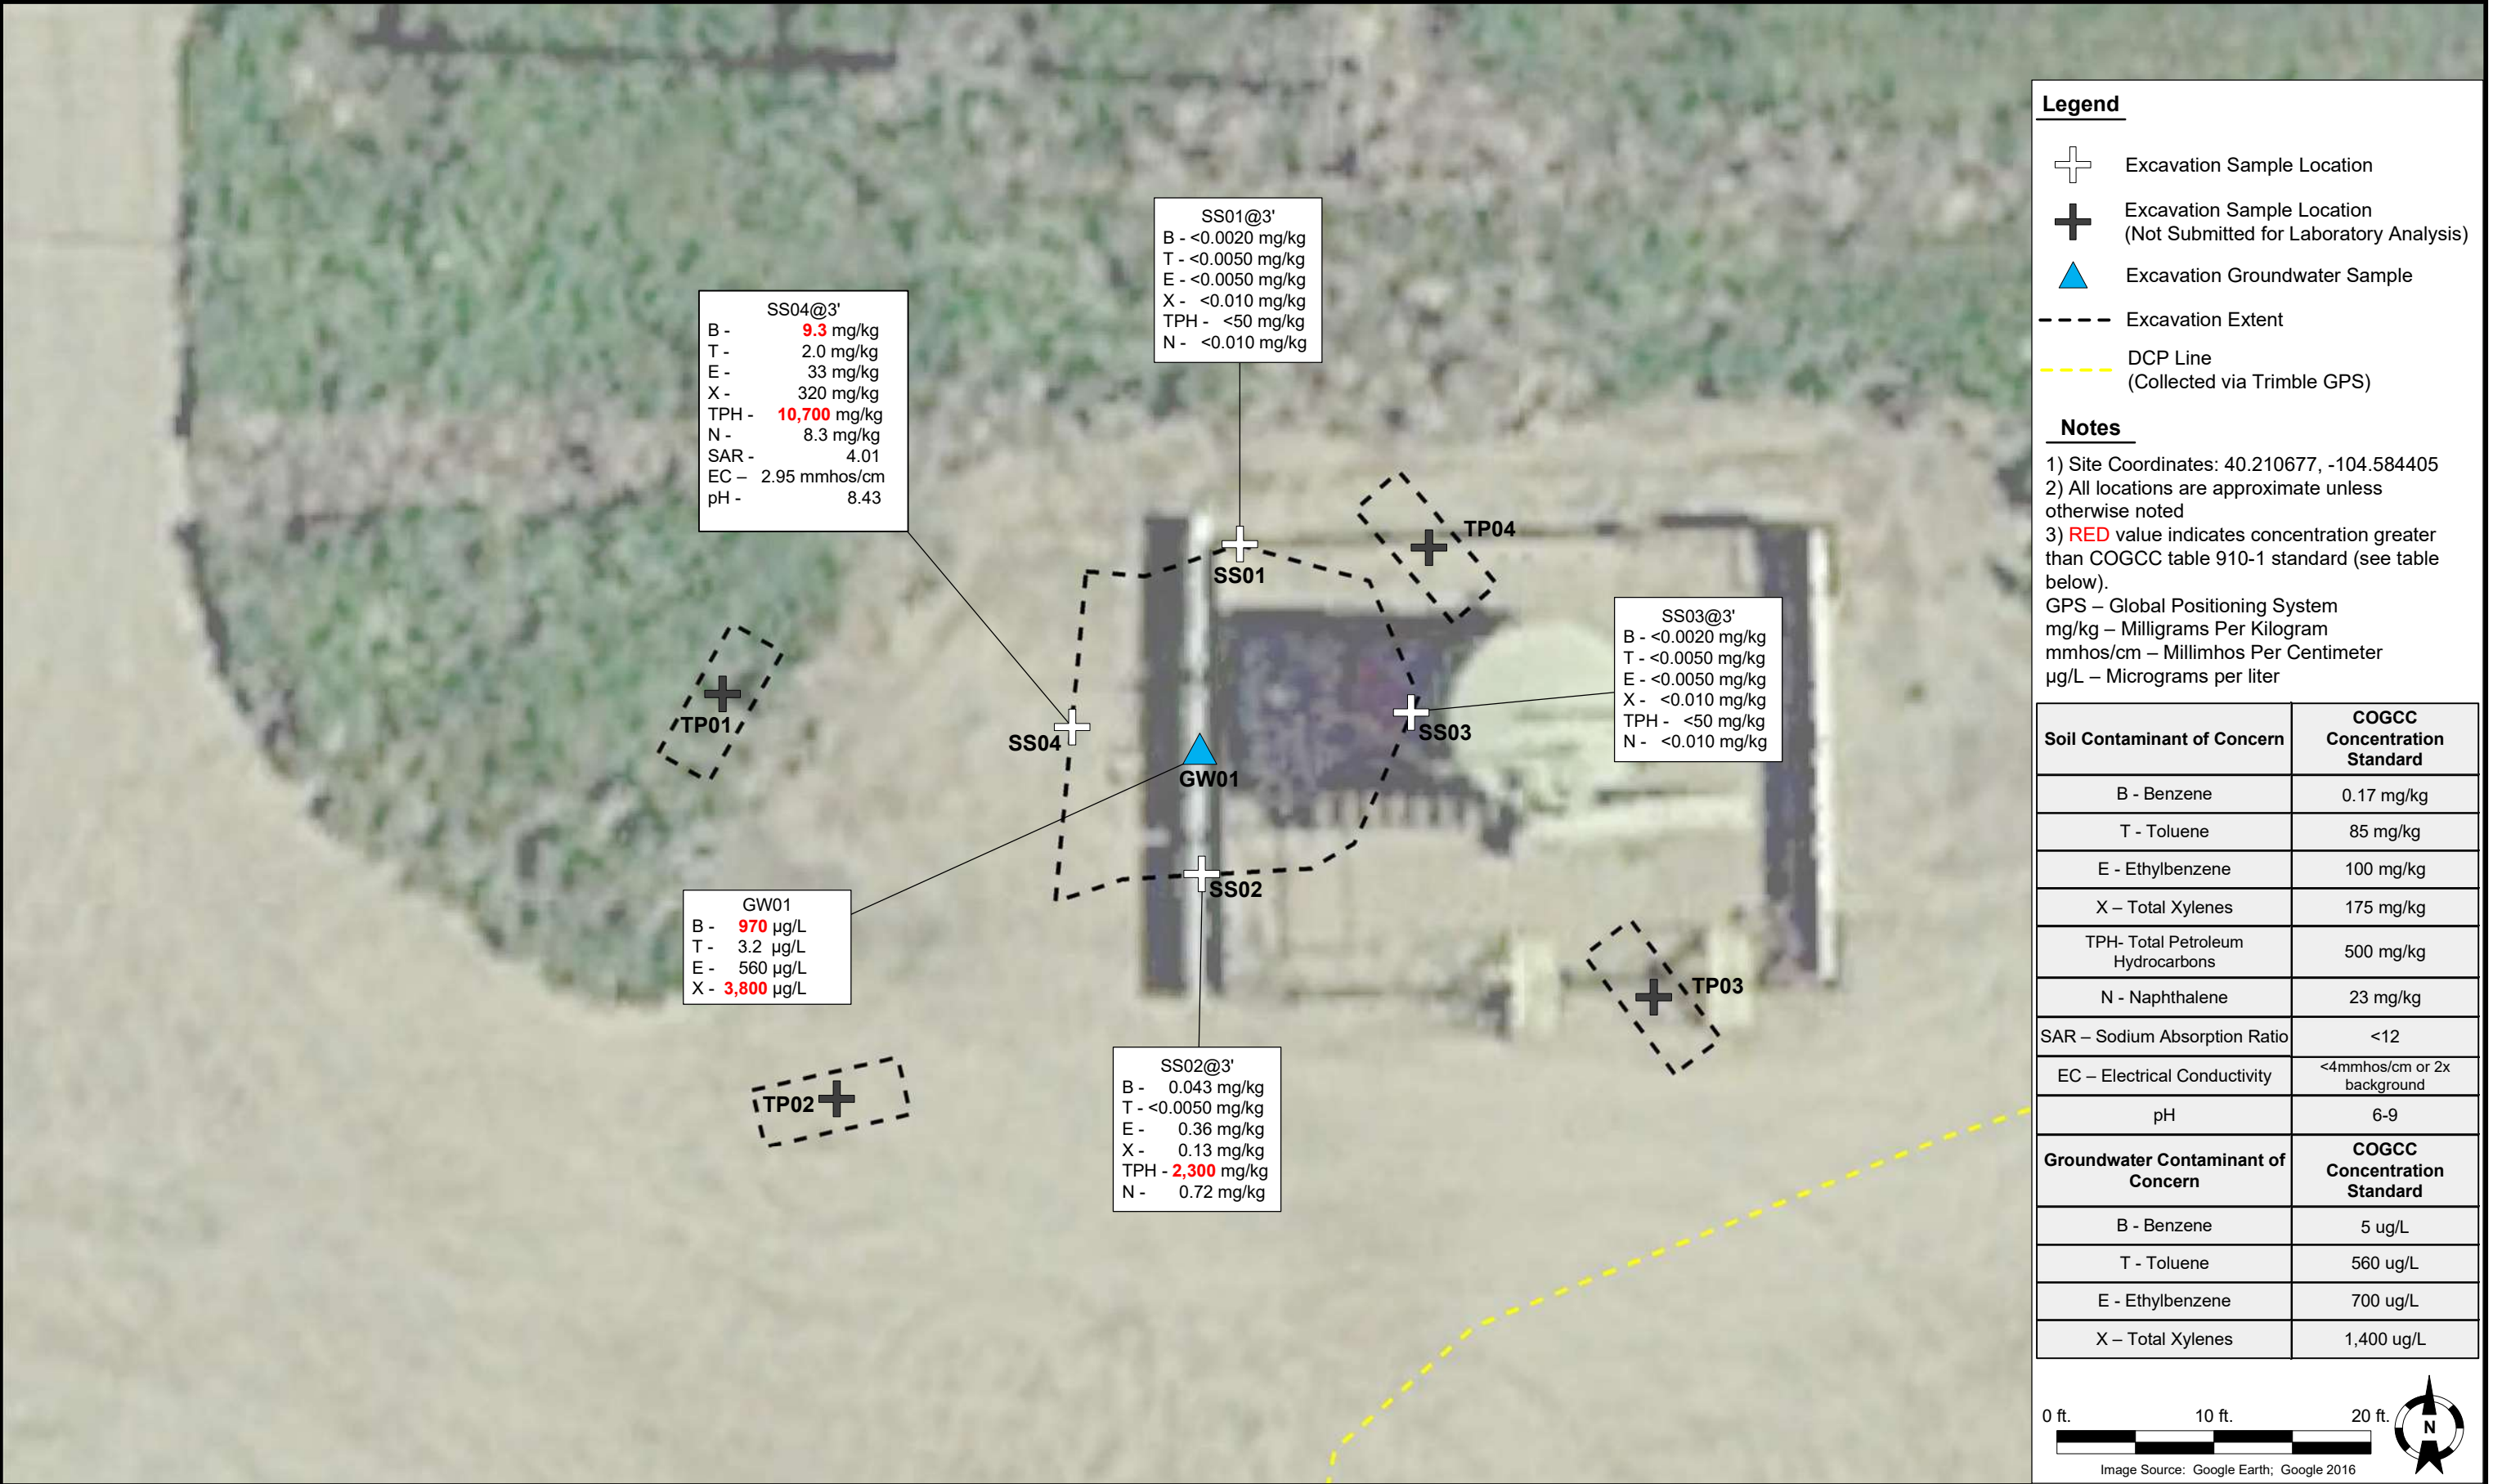 SS01@3'
B - <0.0020 mg/kg
T - <0.0050 mg/kg
E - <0.0050 mg/kg
X - <0.010 mg/kg
TPH - <50 mg/kg
N - <0.010 mg/kg
SS04@3'
B - 9.3 mg/kg
T - 2.0 mg/kg
E - 33 mg/kg
X - 320 mg/kg
TPH - 10,700 mg/kg
N - 8.3 mg/kg
SAR - 4.01
EC – 2.95 mmhos/cm
pH - 8.43
TP04
SS01
SS03@3'
B - <0.0020 mg/kg
T - <0.0050 mg/kg
E - <0.0050 mg/kg
X - <0.010 mg/kg
TPH - <50 mg/kg
N - <0.010 mg/kg
TP01
SS04
SS03
GW01
SS02
GW01
B - 970 µg/L
T - 3.2 µg/L
E - 560 µg/L
X - 3,800 µg/L
TP03
TP02
SS02@3'
B - 0.043 mg/kg
T - <0.0050 mg/kg
E - 0.36 mg/kg
X - 0.13 mg/kg
TPH - 2,300 mg/kg
N - 0.72 mg/kg
Legend
Excavation Sample Location
Excavation Sample Location
(Not Submitted for Laboratory Analysis)
Excavation Groundwater Sample
Excavation Extent
DCP Line
(Collected via Trimble GPS)
Notes
1) Site Coordinates: 40.210677, -104.584405
2) All locations are approximate unless
otherwise noted
3) RED value indicates concentration greater
than COGCC table 910-1 standard (see table
below).
GPS – Global Positioning System
mg/kg – Milligrams Per Kilogram
mmhos/cm – Millimhos Per Centimeter
µg/L – Micrograms per liter
Soil Contaminant of Concern
COGCC
Concentration
Standard
B - Benzene
0.17 mg/kg
T - Toluene
85 mg/kg
E - Ethylbenzene
100 mg/kg
X – Total Xylenes
175 mg/kg
TPH- Total Petroleum
Hydrocarbons
500 mg/kg
N - Naphthalene
23 mg/kg
SAR – Sodium Absorption Ratio
<12
EC – Electrical Conductivity
<4mmhos/cm or 2x
background
pH
6-9
Groundwater Contaminant of
Concern
COGCC
Concentration
Standard
B - Benzene
5 ug/L
T - Toluene
560 ug/L
E - Ethylbenzene
700 ug/L
X – Total Xylenes
1,400 ug/L
0 ft. 10 ft. 20 ft.
N
Image Source: Google Earth; Google 2016